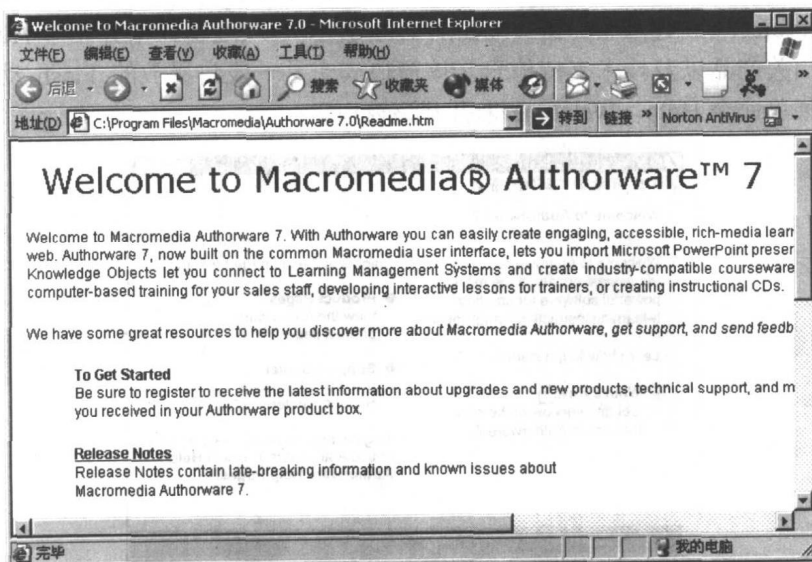 Welcome to Macromedia Authorware 7.0 - Microsoft Internet Explorer
文件(F) 编辑(E) 查看(V) 收藏(A) 工具(T) 帮助(H)
后退 搜索 收藏夹 媒体
地址(D) C:\Program Files\Macromedia\Authorware 7.0\Readme.htm 转到 链接 » Norton AntiVirus
Welcome to Macromedia® Authorware™ 7
Welcome to Macromedia Authorware 7. With Authorware you can easily create engaging, accessible, rich-media learn
web. Authorware 7, now built on the common Macromedia user interface, lets you import Microsoft PowerPoint preser
Knowledge Objects let you connect to Learning Management Systems and create industry-compatible courseware
computer-based training for your sales staff, developing interactive lessons for trainers, or creating instructional CDs.
We have some great resources to help you discover more about Macromedia Authorware, get support, and send feedb
To Get Started
Be sure to register to receive the latest information about upgrades and new products, technical support, and m
you received in your Authorware product box.
Release Notes
Release Notes contain late-breaking information and known issues about
Macromedia Authorware 7.
完毕 我的电脑